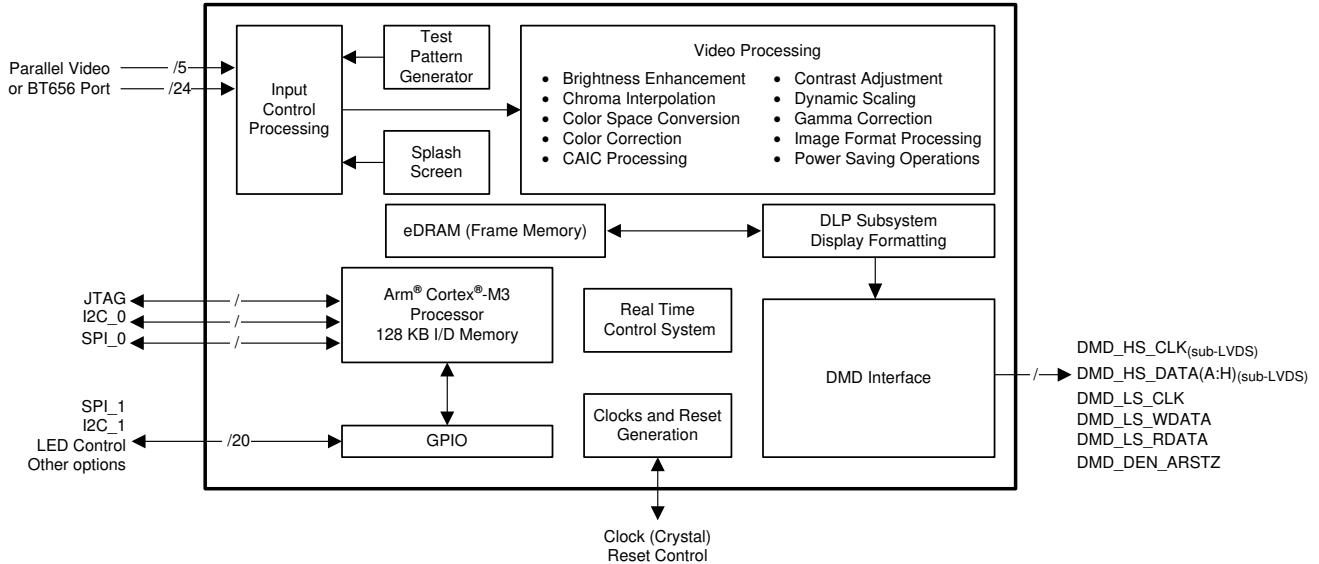 Parallel Video
or BT656 Port
/5
/24
Input
Control
Processing
Test
Pattern
Generator
Splash
Screen
Video Processing
• Brightness Enhancement
• Chroma Interpolation
• Color Space Conversion
• Color Correction
• CAIC Processing
• Contrast Adjustment
• Dynamic Scaling
• Gamma Correction
• Image Format Processing
• Power Saving Operations
eDRAM (Frame Memory)
DLP Subsystem
Display Formatting
JTAG
I2C_0
SPI_0
/
/
/
Arm® Cortex®-M3
Processor
128 KB I/D Memory
Real Time
Control System
DMD Interface
/
DMD_HS_CLK(sub-LVDS)
DMD_HS_DATA(A:H)(sub-LVDS)
DMD_LS_CLK
DMD_LS_WDATA
DMD_LS_RDATA
DMD_DEN_ARSTZ
SPI_1
I2C_1
LED Control
Other options
/20
GPIO
Clocks and Reset
Generation
Clock (Crystal)
Reset Control